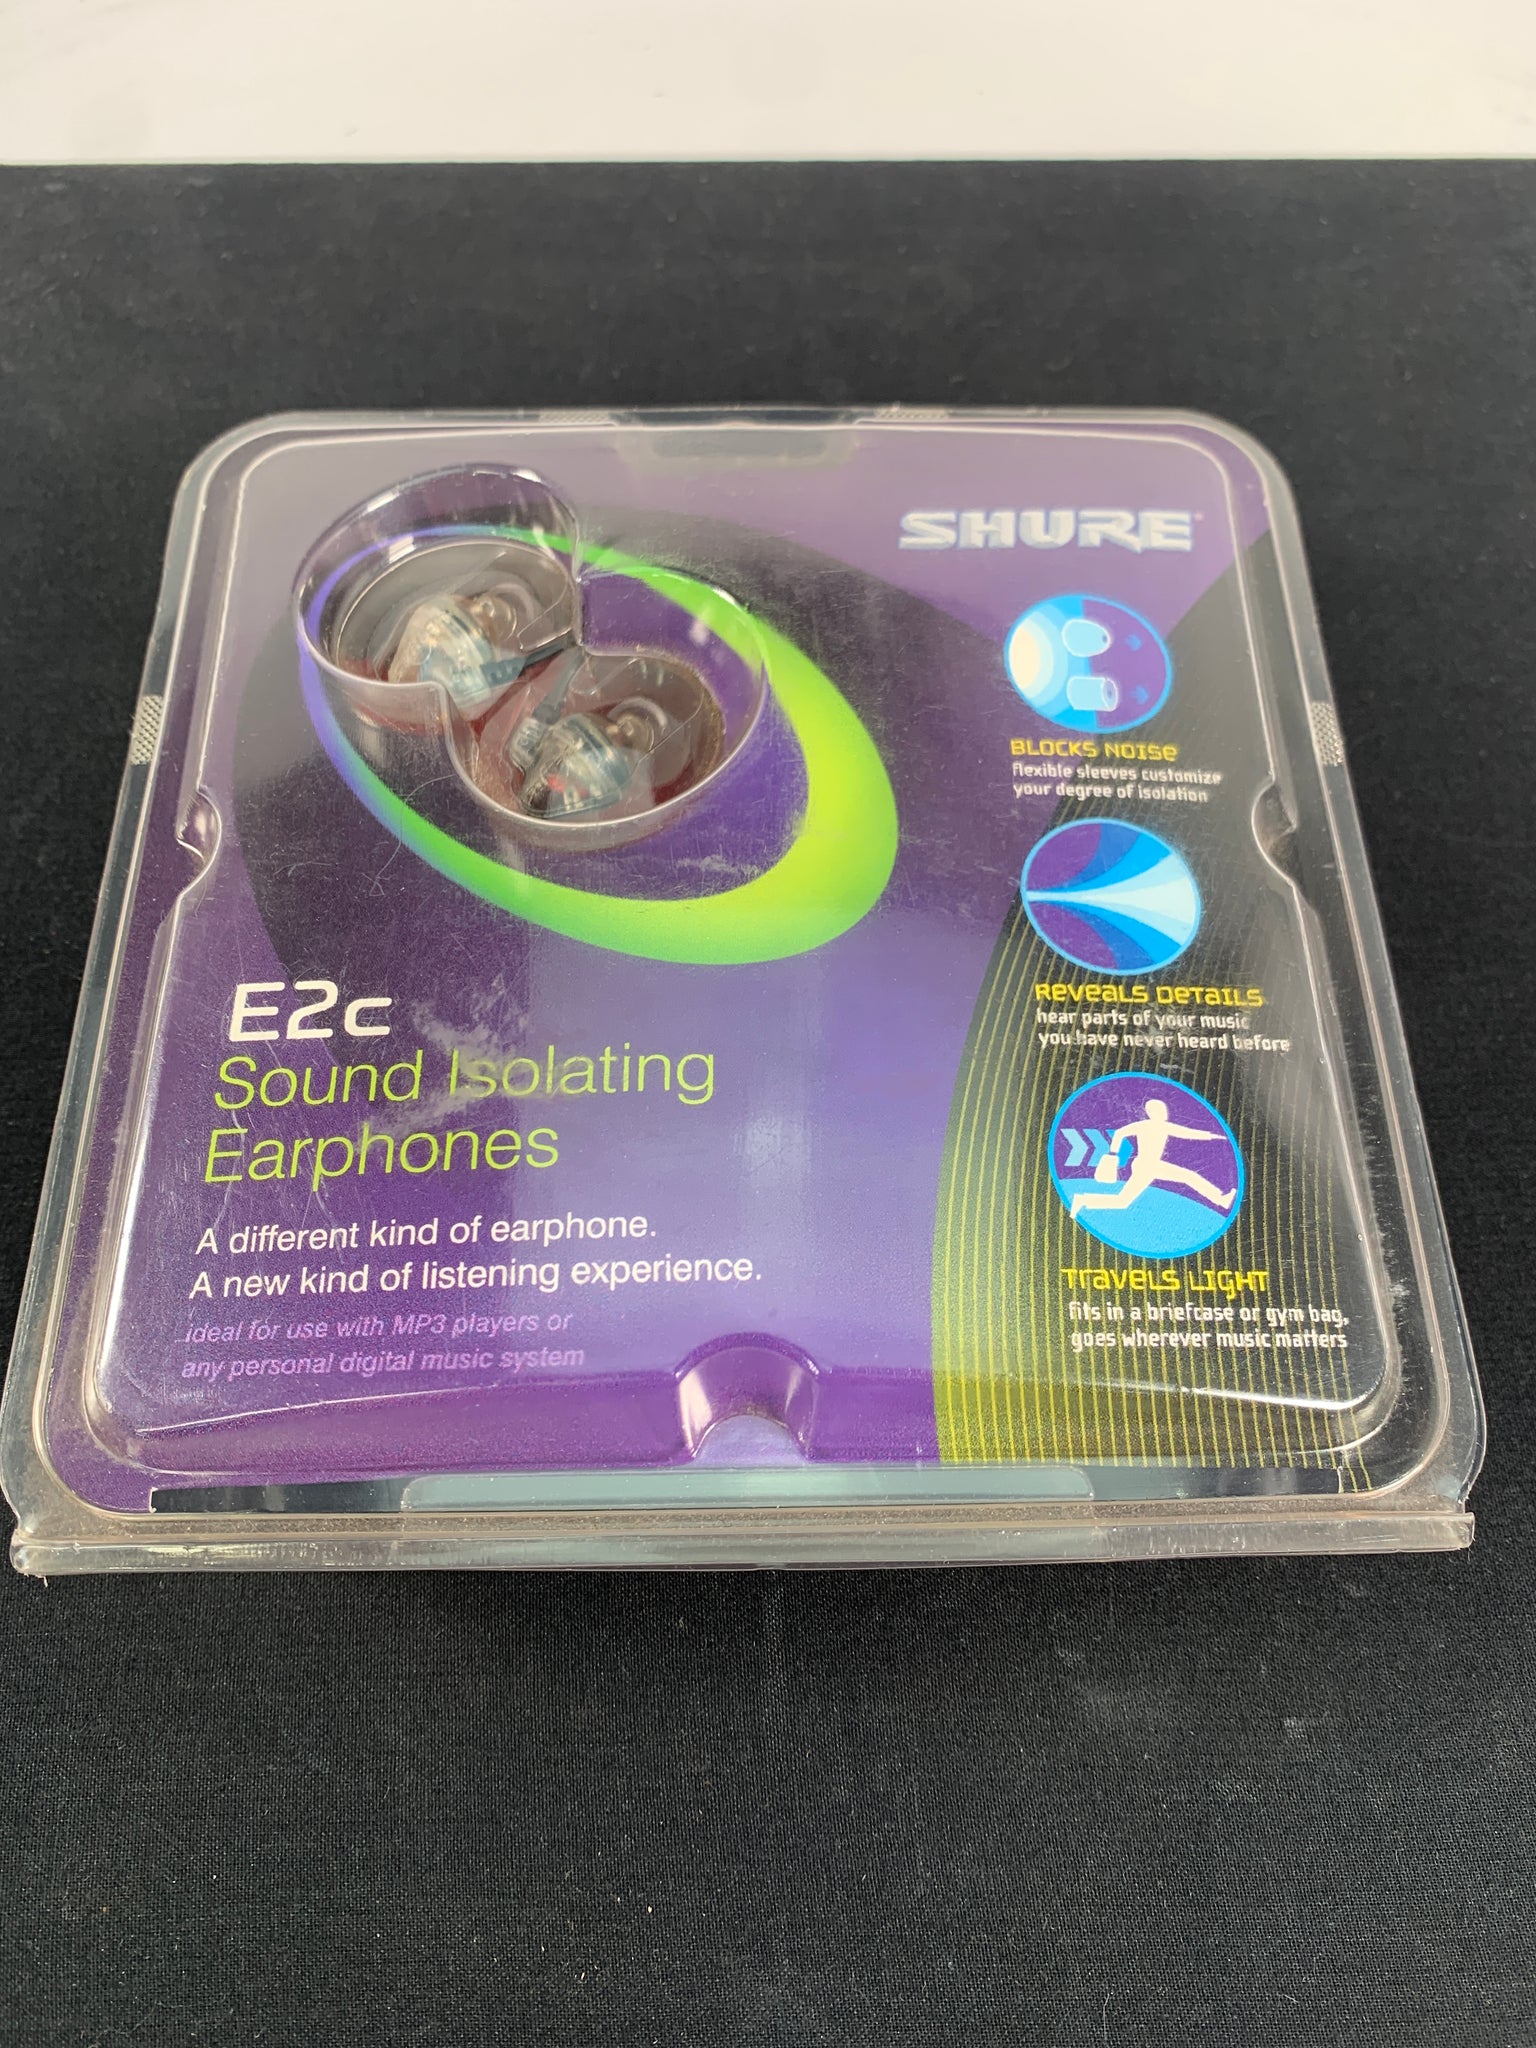 SHURE
BLOCKS NOISE
flexible sleeves customize
your degree of isolation
REVEALS DETAILS
hear parts of your music
you have never heard before
TRAVELS LIGHT
fits in a briefcase or gym bag,
goes wherever music matters
E2c
Sound Isolating
Earphones
A different kind of earphone.
A new kind of listening experience.
ideal for use with MP3 players or
any personal digital music system